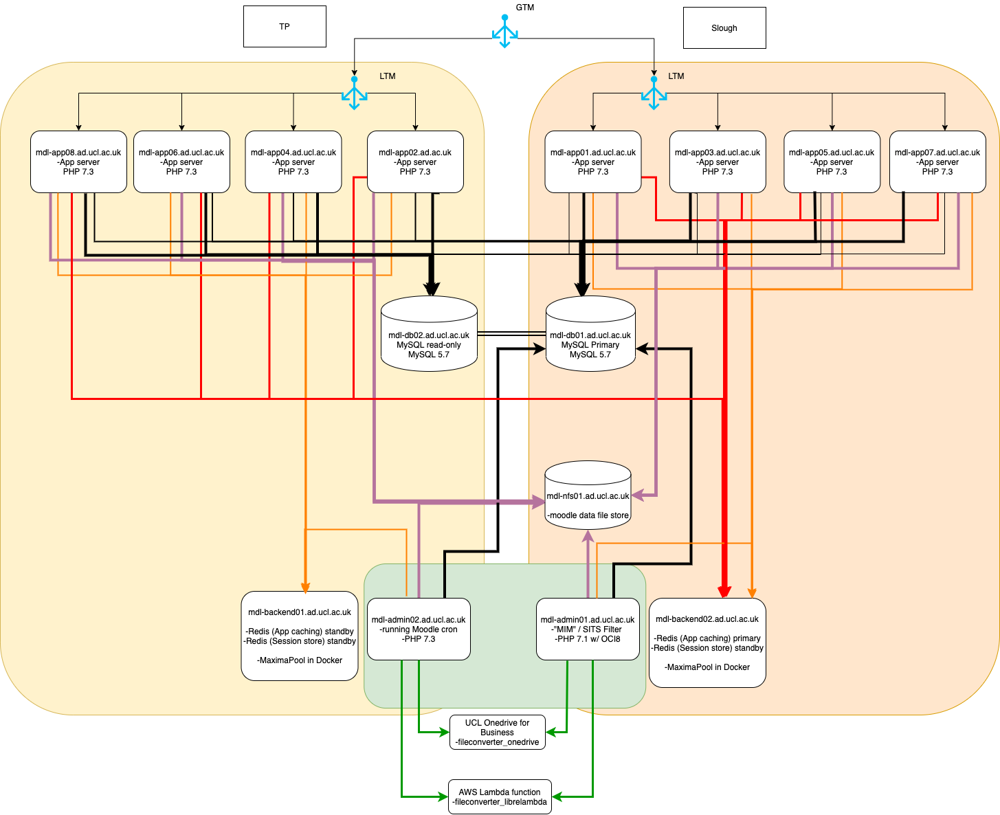 GTM
TP
Slough
LTM
LTM
mdl-app08.ad.ucl.ac.uk
-App server
PHP 7.3
mdl-app06.ad.ucl.ac.uk
-App server
PHP 7.3
mdl-app04.ad.ucl.ac.uk
-App server
PHP 7.3
mdl-app02.ad.ac.uk
-App server
PHP 7.3
mdl-app01.ad.ucl.ac.uk
-App server
PHP 7.3
mdl-app03.ad.ucl.ac.uk
-App server
PHP 7.3
mdl-app05.ad.ucl.ac.uk
-App server
PHP 7.3
mdl-app07.ad.ucl.ac.uk
-App server
PHP 7.3
mdl-db02.ad.ucl.ac.uk
MySQL read-only
MySQL 5.7
mdl-db01.ad.ucl.ac.uk
MySQL Primary
MySQL 5.7
mdl-nfs01.ad.ucl.ac.uk
-moodle data file store
mdl-backend01.ad.ucl.ac.uk
-Redis (App caching) standby
-Redis (Session store) standby
-MaximaPool in Docker
mdl-admin02.ad.uc.ac.uk
-running Moodle cron
-PHP 7.3
mdl-admin01.ad.ucl.ac.uk
-"MIM" / SITS Filter
-PHP 7.1 w/ OCI8
mdl-backend02.ad.ucl.ac.uk
-Redis (App caching) primary
-Redis (Session store) standby
-MaximaPool in Docker
UCL Onedrive for
Business
-fileconverter_onedrive
AWS Lambda function
-fileconverter_librelambda